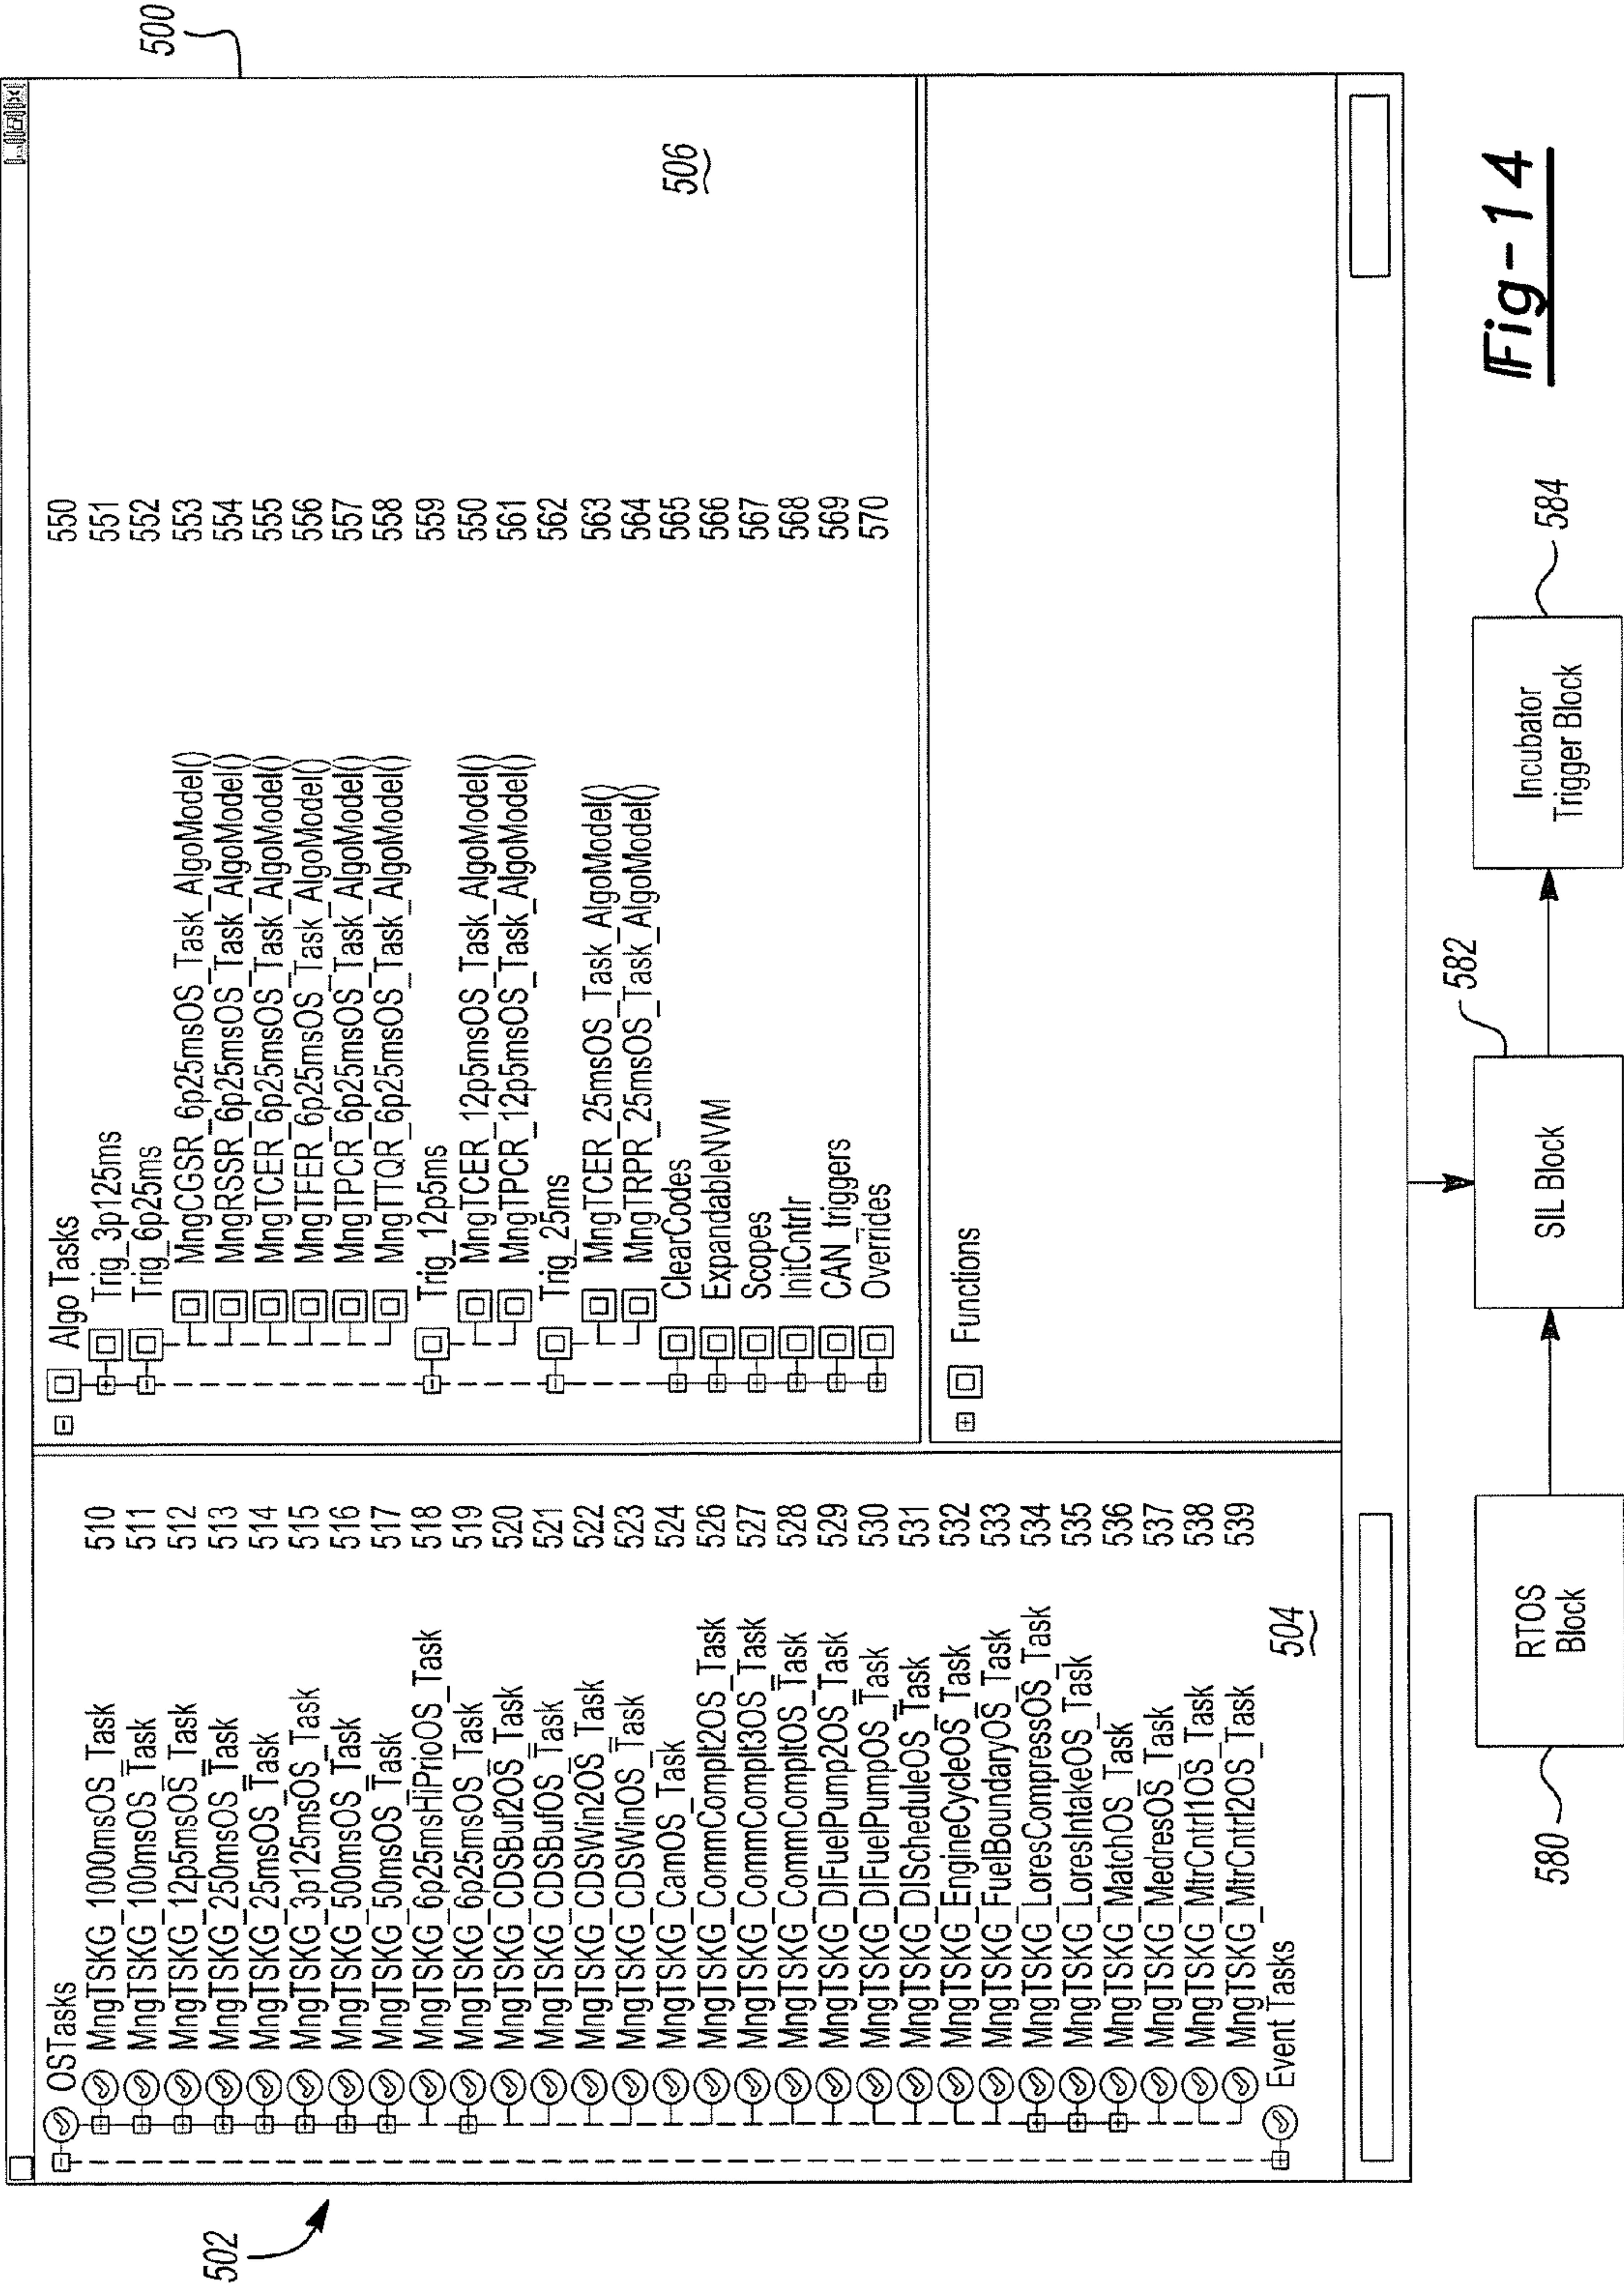 500
502
OSTasks
MngTSKG_1000msOS_Task 510
MngTSKG_100msOS_Task 511
MngTSKG_12p5msOS_Task 512
MngTSKG_250msOS_Task 513
MngTSKG_25msOS_Task 514
MngTSKG_3p125msOS_Task 515
MngTSKG_500msOS_Task 516
MngTSKG_50msOS_Task 517
MngTSKG_6p25msHiPrioOS_Task 518
MngTSKG_6p25msOS_Task 519
MngTSKG_CDSBuf2OS_Task 520
MngTSKG_CDSBufOS_Task 521
MngTSKG_CDSWin2OS_Task 522
MngTSKG_CDSWinOS_Task 523
MngTSKG_CamOS_Task 524
MngTSKG_CommComplt2OS_Task 526
MngTSKG_CommComplt3OS_Task 527
MngTSKG_CommCompltOS_Task 528
MngTSKG_DIFuelPump2OS_Task 529
MngTSKG_DIFuelPumpOS_Task 530
MngTSKG_DIScheduleOS_Task 531
MngTSKG_EngineCycleOS_Task 532
MngTSKG_FuelBoundaryOS_Task 533
MngTSKG_LoresCompressOS_Task 534
MngTSKG_LoresIntakeOS_Task 535
MngTSKG_MatchOS_Task 536
MngTSKG_MedresOS_Task 537
MngTSKG_MtrCntrl1OS_Task 538
MngTSKG_MtrCntrl2OS_Task 539
Event Tasks
504
Algo Tasks 550
Trig_3p125ms 551
Trig_6p25ms 552
MngCGSR_6p25msOS_Task_AlgoModel() 553
MngRSSR_6p25msOS_Task_AlgoModel() 554
MngTCER_6p25msOS_Task_AlgoModel() 555
MngTFER_6p25msOS_Task_AlgoModel() 556
MngTPCR_6p25msOS_Task_AlgoModel() 557
MngTTQR_6p25msOS_Task_AlgoModel() 558
Trig_12p5ms 559
MngTCER_12p5msOS_Task_AlgoModel() 550
MngTPCR_12p5msOS_Task_AlgoModel() 561
Trig_25ms 562
MngTCER_25msOS_Task_AlgoModel() 563
MngTRPR_25msOS_Task_AlgoModel() 564
ClearCodes 565
ExpandableNVM 566
Scopes 567
InitCntrlr 568
CAN_triggers 569
Overrides 570
506
Functions
RTOS
Block
580
SIL Block
582
Incubator
Trigger Block
584
Fig-14